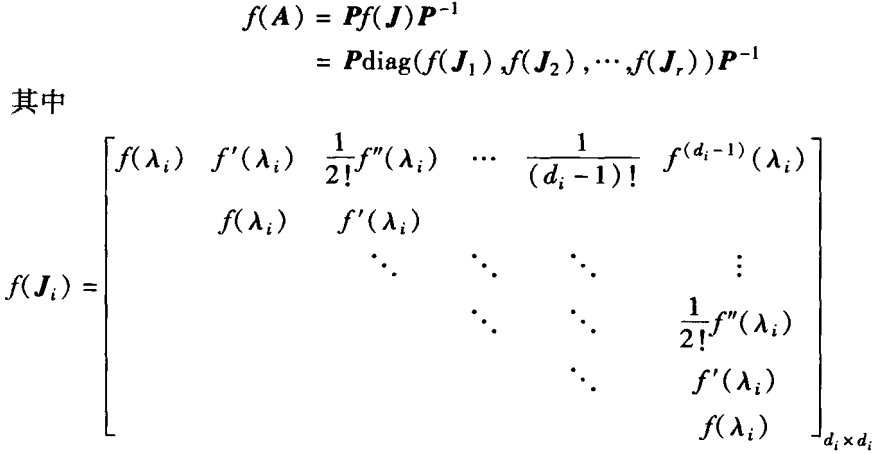 f(A) = Pf(J)P⁻¹
= Pdiag(f(J₁),f(J₂),⋯,f(Jᵣ))P⁻¹
其中
f(Jᵢ) = [ f(λᵢ) f′(λᵢ) 1/2! f″(λᵢ) ⋯ 1/(dᵢ−1)! f^(dᵢ−1)(λᵢ)
f(λᵢ) f′(λᵢ)
⋱ ⋱ ⋱ ⋮
⋱ ⋱ 1/2! f″(λᵢ)
⋱ f′(λᵢ)
f(λᵢ) ] dᵢ×dᵢ